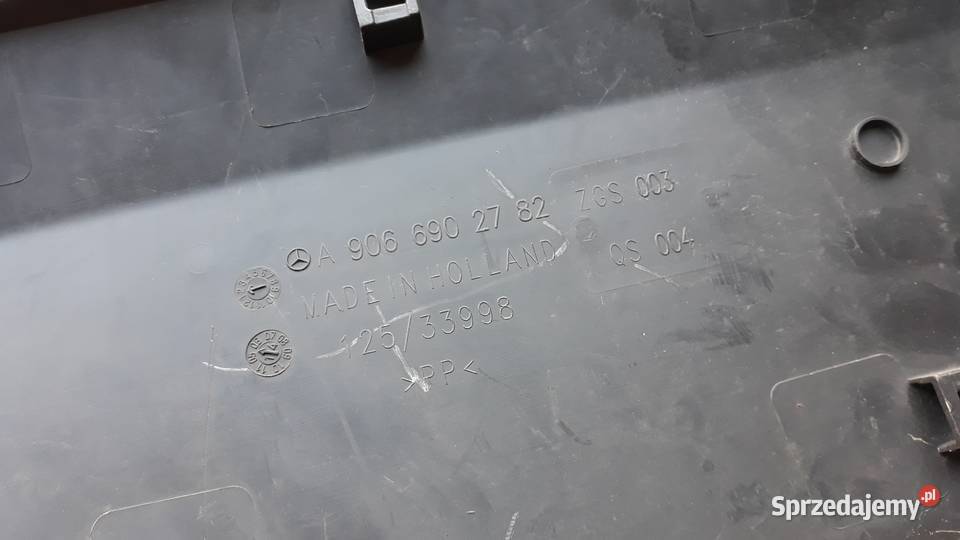 A 906 690 27 82 ZGS 003
MADE IN HOLLAND QS 004
125/33998
>PP<
Sprzedajemy.pl